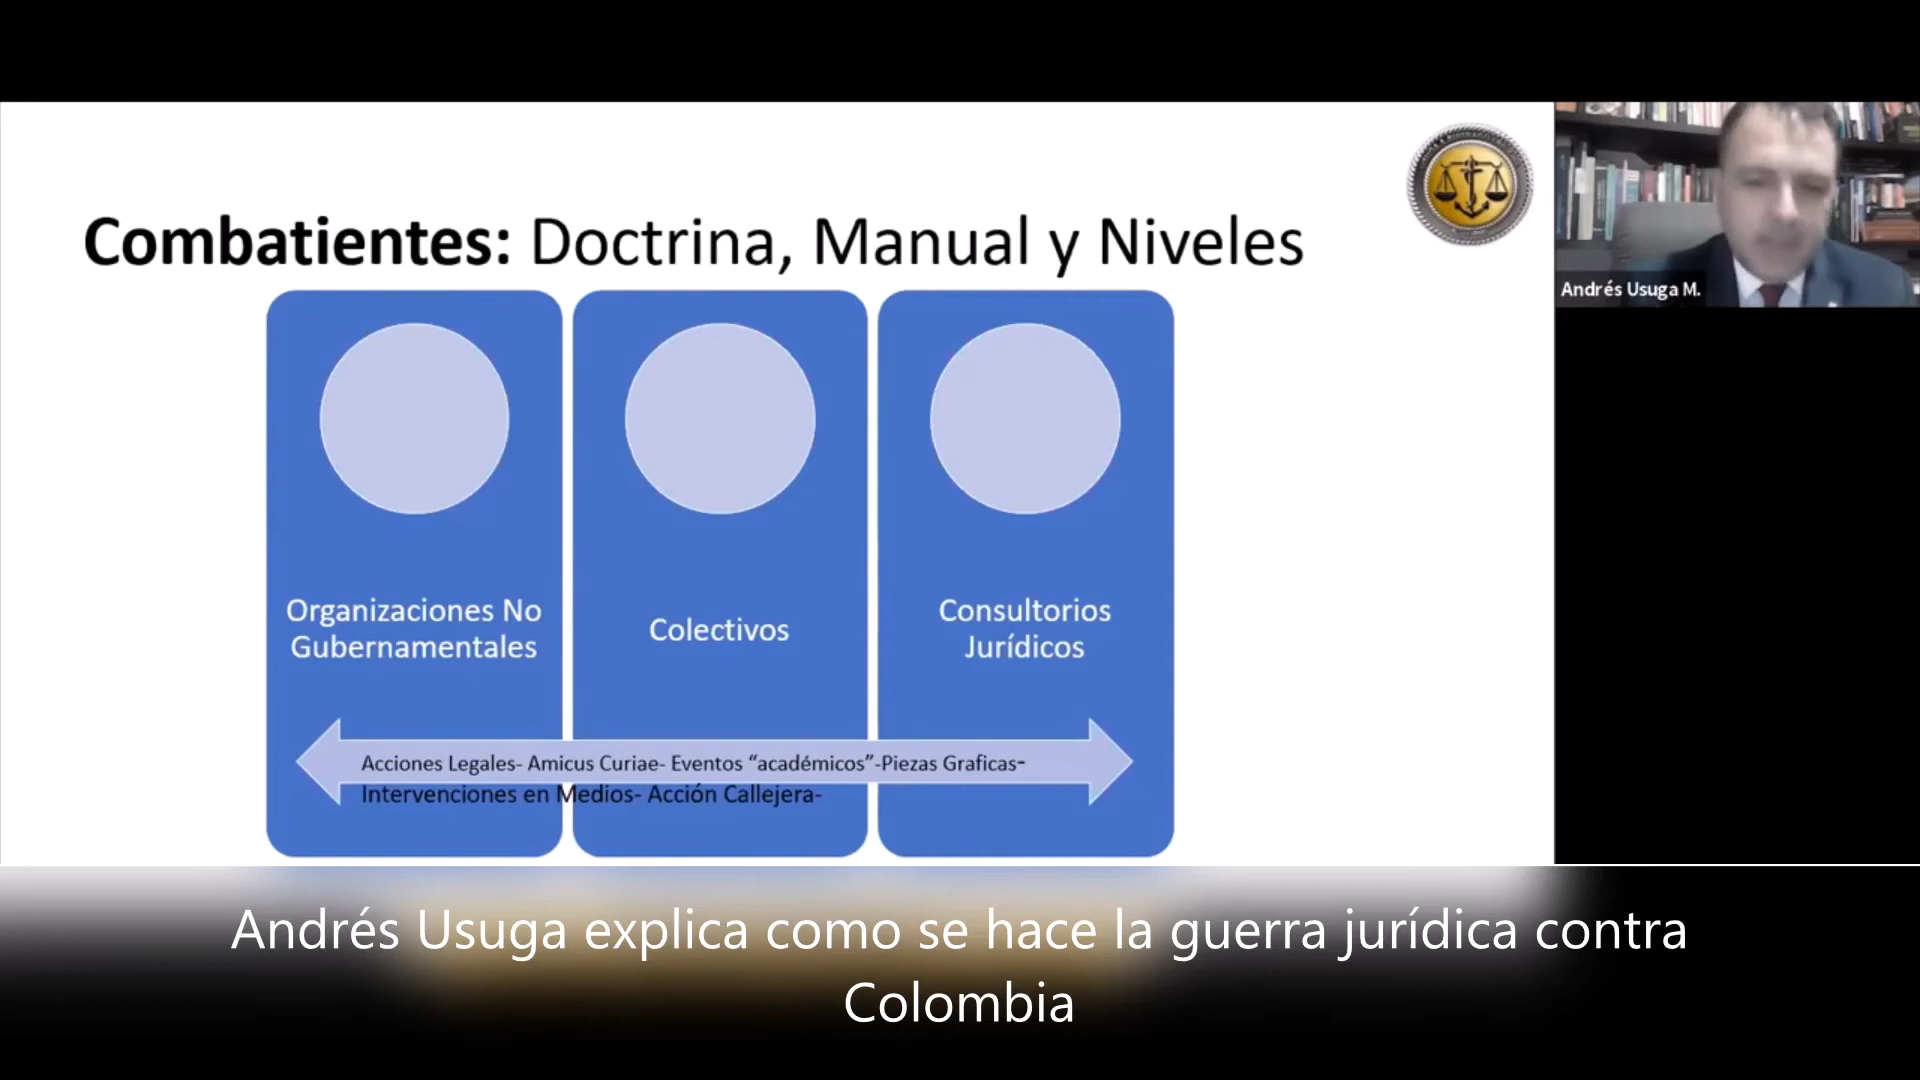 Combatientes: Doctrina, Manual y Niveles
Andrés Usuga M.
Organizaciones No
Gubernamentales
Colectivos
Consultorios
Jurídicos
Acciones Legales- Amicus Curiae- Eventos “académicos”-Piezas Graficas-
Intervenciones en Medios- Acción Callejera-
Andrés Usuga explica como se hace la guerra jurídica contra
Colombia